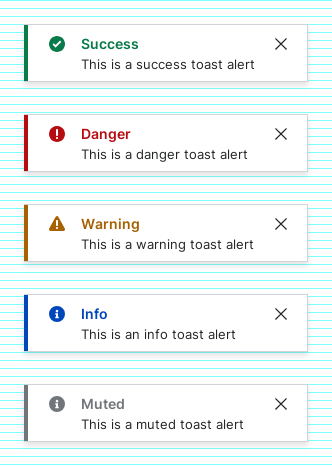 Success
This is a success toast alert
Danger
This is a danger toast alert
Warning
This is a warning toast alert
Info
This is an info toast alert
Muted
This is a muted toast alert